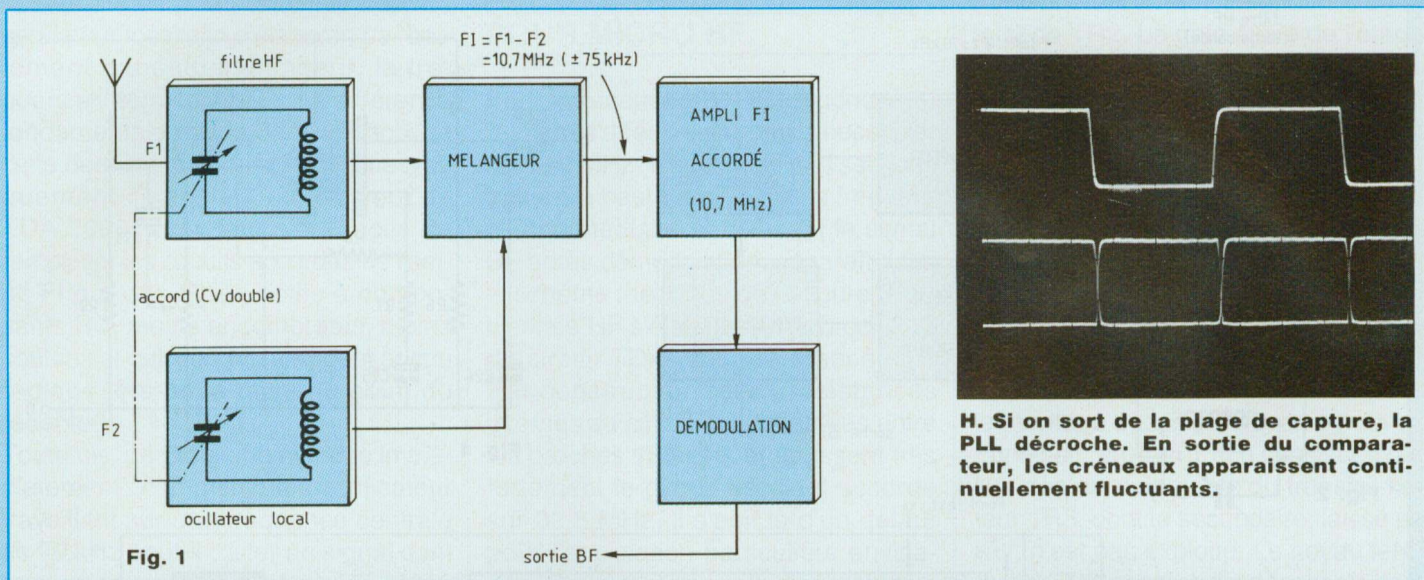 FI = F1 - F2
= 10,7 MHz (± 75 kHz)
filtre HF
F1
MELANGEUR
AMPLI FI
ACCORDÉ
(10,7 MHz)
accord (CV double)
F2
ocillateur local
DEMODULATION
sortie BF
Fig. 1
H. Si on sort de la plage de capture, la
PLL décroche. En sortie du compara-
teur, les créneaux apparaissent conti-
nuellement fluctuants.